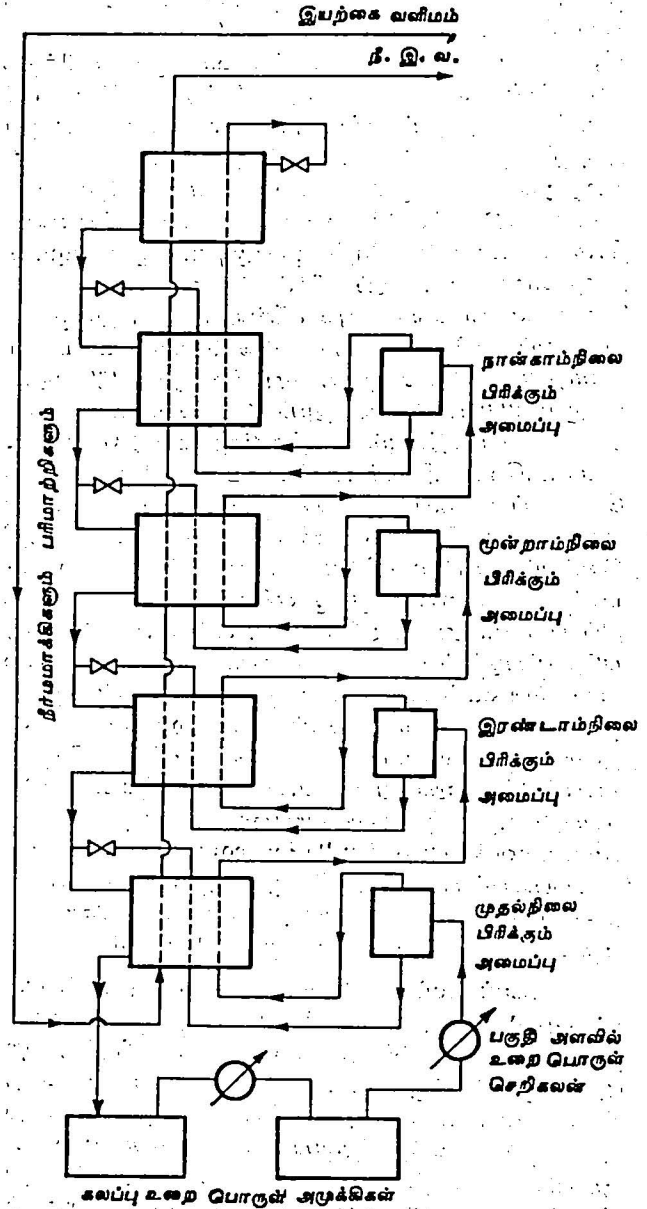 இயற்கை வளிமம்
நீ. இ. வ.
நான்காம்நிலை
பிரிக்கும்
அமைப்பு
மூன்றாம்நிலை
பிரிக்கும்
அமைப்பு
நீர்மமாக்கிகளும் பரிமாற்றிகளும்
இரண்டாம்நிலை
பிரிக்கும்
அமைப்பு
முதல்நிலை
பிரிக்கும்
அமைப்பு
பகுதி அளவில்
உறை பொருள்
செறிகலன்
கலப்பு உறை பொருள் அமுக்கிகள்